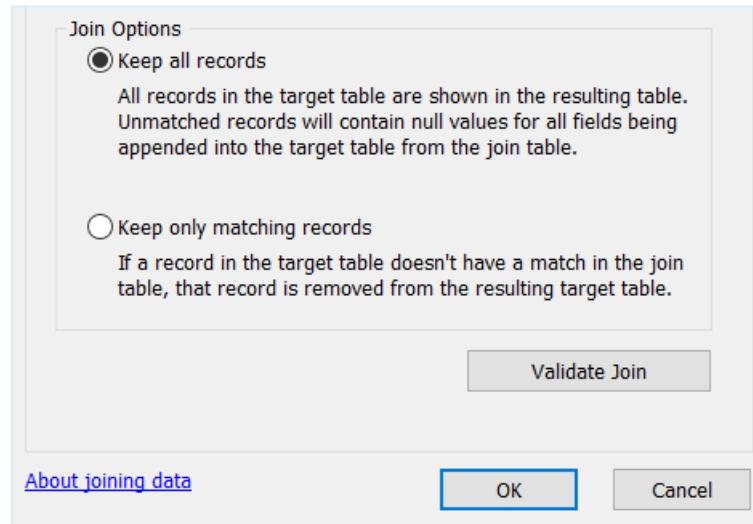 Join Options
Keep all records
All records in the target table are shown in the resulting table.
Unmatched records will contain null values for all fields being
appended into the target table from the join table.
Keep only matching records
If a record in the target table doesn't have a match in the join
table, that record is removed from the resulting target table.
Validate Join
About joining data
OK
Cancel